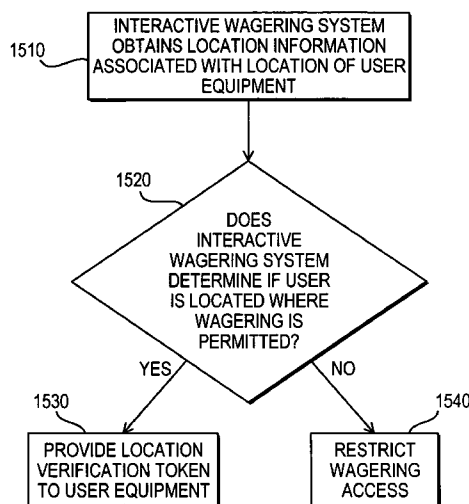 1510
INTERACTIVE WAGERING SYSTEM
OBTAINS LOCATION INFORMATION
ASSOCIATED WITH LOCATION OF USER
EQUIPMENT
1520
DOES
INTERACTIVE
WAGERING SYSTEM
DETERMINE IF USER
IS LOCATED WHERE
WAGERING IS
PERMITTED?
YES
NO
1530
PROVIDE LOCATION
VERIFICATION TOKEN
TO USER EQUIPMENT
1540
RESTRICT
WAGERING
ACCESS